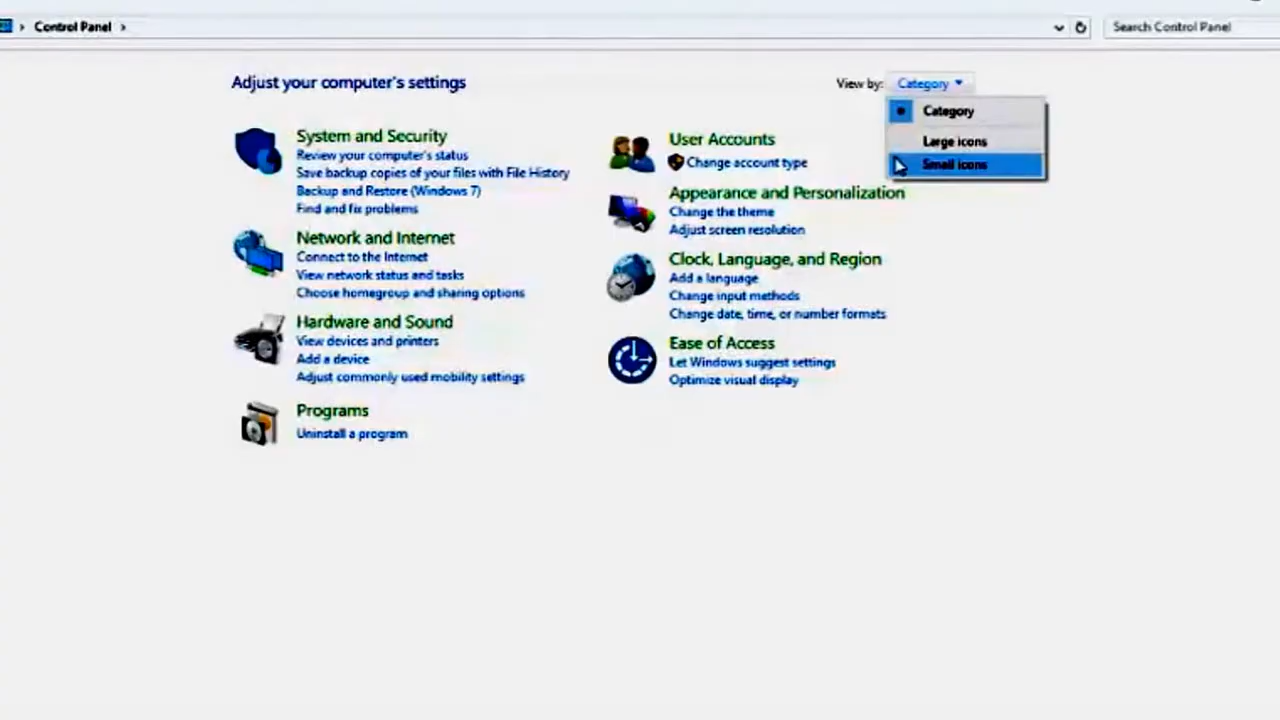 Control Panel
Search Control Panel
Adjust your computer's settings
View by: Category
Category
Large icons
Small icons
System and Security
Review your computer's status
Save backup copies of your files with File History
Backup and Restore (Windows 7)
Find and fix problems
Network and Internet
Connect to the Internet
View network status and tasks
Choose homegroup and sharing options
Hardware and Sound
View devices and printers
Add a device
Adjust commonly used mobility settings
Programs
Uninstall a program
User Accounts
Change account type
Appearance and Personalization
Change the theme
Adjust screen resolution
Clock, Language, and Region
Add a language
Change input methods
Change date, time, or number formats
Ease of Access
Let Windows suggest settings
Optimize visual display